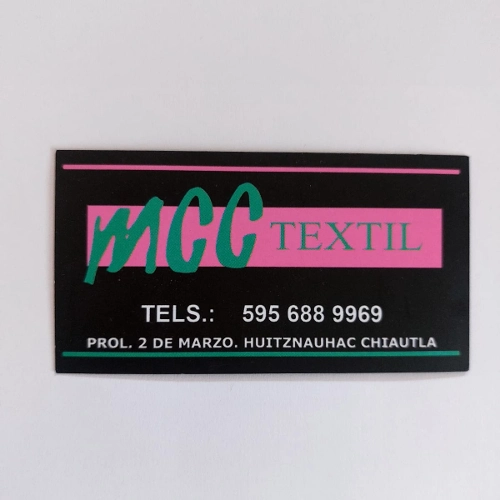 MCC TEXTIL
TELS.: 595 688 9969
PROL. 2 DE MARZO. HUITZNAUHAC CHIAUTLA